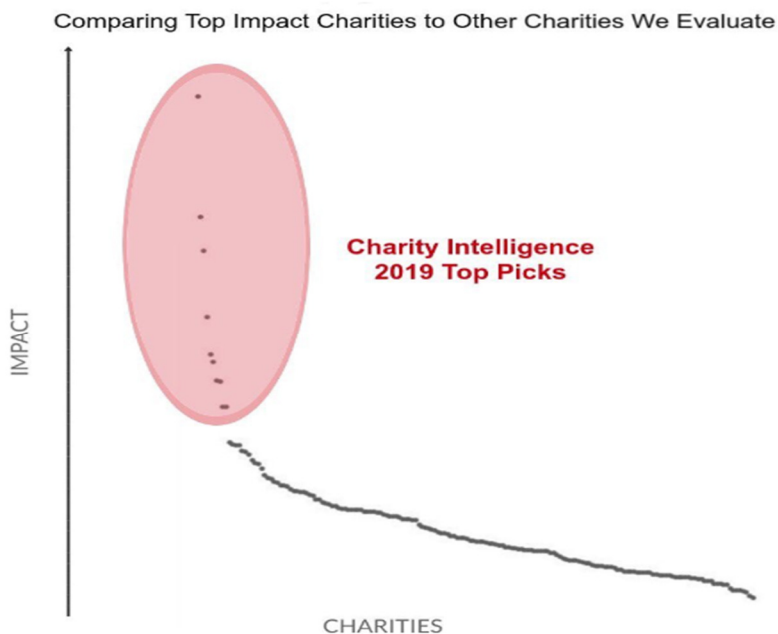 Comparing Top Impact Charities to Other Charities We Evaluate
Charity Intelligence
2019 Top Picks
IMPACT
CHARITIES